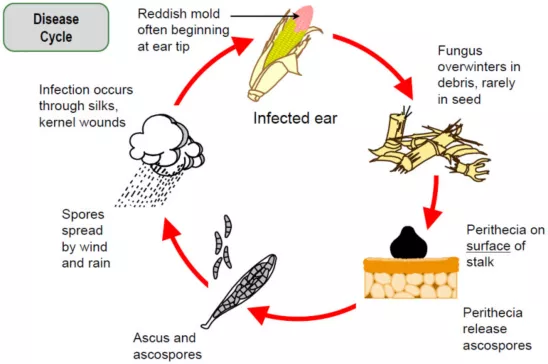 Disease
Cycle
Reddish mold
often beginning
at ear tip
Infected ear
Fungus
overwinters in
debris, rarely
in seed
Perithecia on
surface of
stalk
Perithecia
release
ascospores
Ascus and
ascospores
Spores
spread
by wind
and rain
Infection occurs
through silks,
kernel wounds